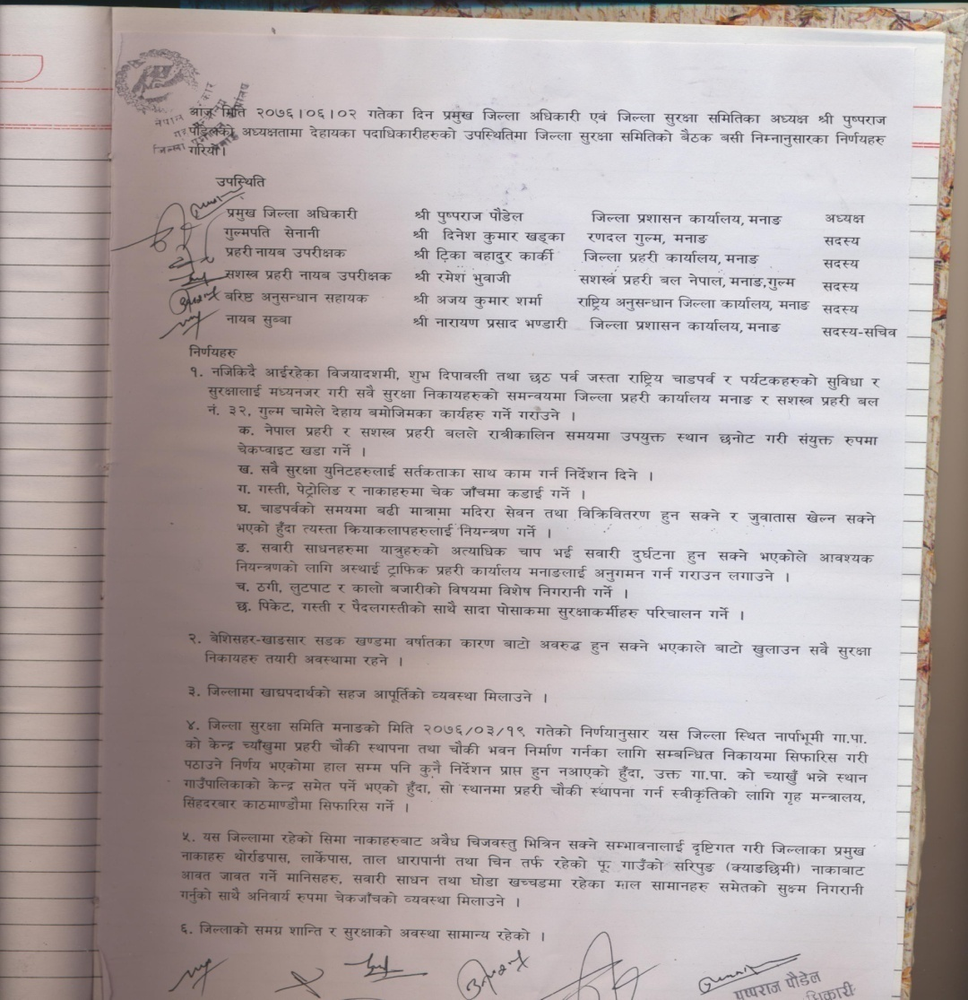 आज मिति २०७६।०६।०२ गतेका दिन प्रमुख जिल्ला अधिकारी एवं जिल्ला सुरक्षा समितिका अध्यक्ष श्री पुष्पराज
पौडेलको अध्यक्षतामा देहायका पदाधिकारीहरुको उपस्थितिमा जिल्ला सुरक्षा समितिको बैठक बसी निम्नानुसारका निर्णयहरु
गरियो।
उपस्थिति
प्रमुख जिल्ला अधिकारी श्री पुष्पराज पौडेल जिल्ला प्रशासन कार्यालय, मनाङ अध्यक्ष
गुल्मपति सेनानी श्री दिनेश कुमार खड्का रणदल गुल्म, मनाङ सदस्य
प्रहरी नायब उपरीक्षक श्री टिका बहादुर कार्की जिल्ला प्रहरी कार्यालय, मनाङ सदस्य
सशस्त्र प्रहरी नायब उपरीक्षक श्री रमेश भुवाजी सशस्त्र प्रहरी बल नेपाल, मनाङ,गुल्म सदस्य
बरिष्ठ अनुसन्धान सहायक श्री अजय कुमार शर्मा राष्ट्रिय अनुसन्धान जिल्ला कार्यालय, मनाङ सदस्य
नायब सुब्बा श्री नारायण प्रसाद भण्डारी जिल्ला प्रशासन कार्यालय, मनाङ सदस्य-सचिव
निर्णयहरु
१. नजिकिदै आईरहेका विजयादशमी, शुभ दिपावली तथा छठ पर्व जस्ता राष्ट्रिय चाडपर्व र पर्यटकहरुको सुविधा र
सुरक्षालाई मध्यनजर गरी सवै सुरक्षा निकायहरुको समन्वयमा जिल्ला प्रहरी कार्यालय मनाङ र सशस्त्र प्रहरी बल
नं. ३२, गुल्म चामेले देहाय बमोजिमका कार्यहरु गर्ने गराउने ।
क. नेपाल प्रहरी र सशस्त्र प्रहरी बलले रात्रीकालिन समयमा उपयुक्त स्थान छनोट गरी संयुक्त रुपमा
चेकप्वाइट खडा गर्ने ।
ख. सवै सुरक्षा युनिटहरुलाई सर्तकताका साथ काम गर्न निर्देशन दिने ।
ग. गस्ती, पेट्रोलिङ र नाकाहरुमा चेक जाँचमा कडाई गर्ने ।
घ. चाडपर्वको समयमा बढी मात्रामा मदिरा सेवन तथा विक्रिवितरण हुन सक्ने र जुवातास खेल्न सक्ने
भएको हुँदा त्यस्ता क्रियाकलापहरुलाई नियन्त्रण गर्ने ।
ङ. सवारी साधनहरुमा यात्रुहरुको अत्याधिक चाप भई सवारी दुर्घटना हुन सक्ने भएकोले आवश्यक
नियन्त्रणको लागि अस्थाई ट्राफिक प्रहरी कार्यालय मनाङलाई अनुगमन गर्न गराउन लगाउने ।
च. ठगी, लुटपाट र कालो बजारीको विषयमा विशेष निगरानी गर्ने ।
छ. पिकेट, गस्ती र पैदलगस्तीको साथै सादा पोसाकमा सुरक्षाकर्मीहरु परिचालन गर्ने ।
२. बेशिसहर-खाङसार सडक खण्डमा वर्षातका कारण बाटो अवरुद्ध हुन सक्ने भएकाले बाटो खुलाउन सवै सुरक्षा
निकायहरु तयारी अवस्थामा रहने ।
३. जिल्लामा खाद्यपदार्थको सहज आपूर्तिको व्यवस्था मिलाउने ।
४. जिल्ला सुरक्षा समिति मनाङको मिति २०७६/०३/१९ गतेको निर्णयानुसार यस जिल्ला स्थित नार्पाभूमी गा.पा.
को केन्द्र च्याँखुमा प्रहरी चौकी स्थापना तथा चौकी भवन निर्माण गर्नका लागि सम्बन्धित निकायमा सिफारिस गरी
पठाउने निर्णय भएकोमा हाल सम्म पनि कुनै निर्देशन प्राप्त हुन नआएको हुँदा, उक्त गा.पा. को च्याखुँ भन्ने स्थान
गाउँपालिकाको केन्द्र समेत पर्ने भएको हुँदा, सो स्थानमा प्रहरी चौकी स्थापना गर्न स्वीकृतिको लागि गृह मन्त्रालय,
सिंहदरबार काठमाण्डौमा सिफारिस गर्ने ।
५. यस जिल्लामा रहेको सिमा नाकाहरुबाट अवैध चिजवस्तु भित्रिन सक्ने सम्भावनालाई दृष्टिगत गरी जिल्लाका प्रमुख
नाकाहरु थोर्राङपास, लार्केपास, ताल धारापानी तथा चिन तर्फ रहेको फू गाउँको सरिपुङ (क्याङछिमी) नाकाबाट
आवत जावत गर्ने मानिसहरु, सवारी साधन तथा घोडा खच्चडमा रहेका माल सामानहरु समेतको सुक्ष्म निगरानी
गर्नुको साथै अनिवार्य रुपमा चेकजाँचको व्यवस्था मिलाउने ।
६. जिल्लाको समग्र शान्ति र सुरक्षाको अवस्था सामान्य रहेको ।
पुष्पराज पौडेल